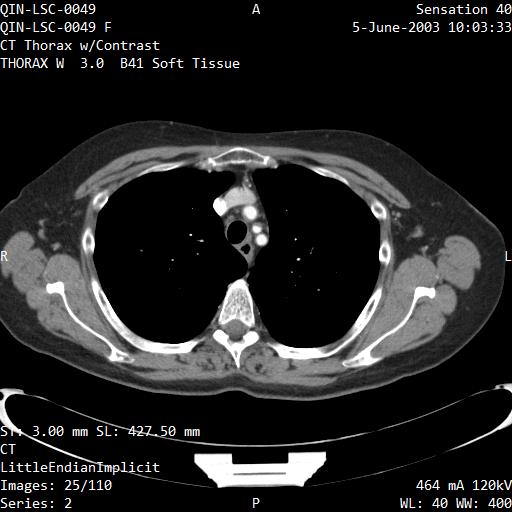 QIN-LSC-0049 A Sensation 40
QIN-LSC-0049 F 5-June-2003 10:03:33
CT Thorax w/Contrast
THORAX W 3.0 B41 Soft Tissue
R L
ST: 3.00 mm SL: 427.50 mm
CT
LittleEndianImplicit
Images: 25/110 464 mA 120kV
Series: 2 P WL: 40 WW: 400